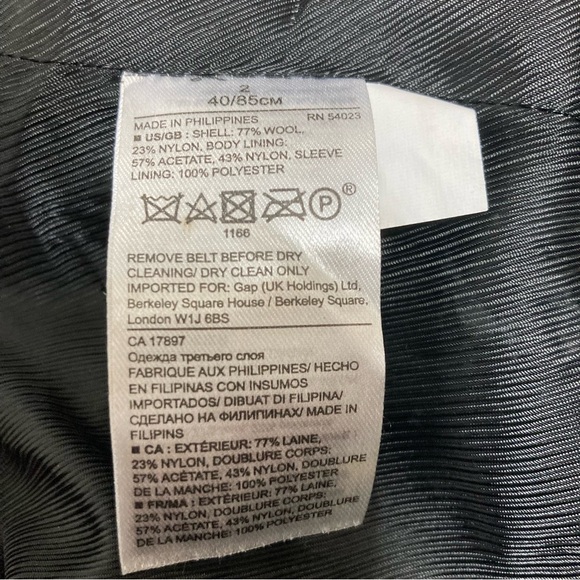 2
40/85CM
MADE IN PHILIPPINES RN 54023
■ US/GB : SHELL: 77% WOOL,
23% NYLON, BODY LINING:
57% ACETATE, 43% NYLON, SLEEVE
LINING: 100% POLYESTER
P ®
1166
REMOVE BELT BEFORE DRY
CLEANING/ DRY CLEAN ONLY
IMPORTED FOR: Gap (UK Holdings) Ltd,
Berkeley Square House / Berkeley Square,
London W1J 6BS
CA 17897
Одежда третьего слоя
FABRIQUE AUX PHILIPPINES/ HECHO
EN FILIPINAS CON INSUMOS
IMPORTADOS/ DIBUAT DI FILIPINA/
СДЕЛАНО НА ФИЛИПИНАХ/ MADE IN
FILIPINS
■ CA : EXTÉRIEUR: 77% LAINE,
23% NYLON, DOUBLURE CORPS:
57% ACÉTATE, 43% NYLON, DOUBLURE
DE LA MANCHE: 100% POLYESTER
■ FR/MA : EXTÉRIEUR: 77% LAINE,
23% NYLON, DOUBLURE CORPS:
57% ACÉTATE, 43% NYLON, DOUBLURE
DE LA MANCHE: 100% POLYESTER